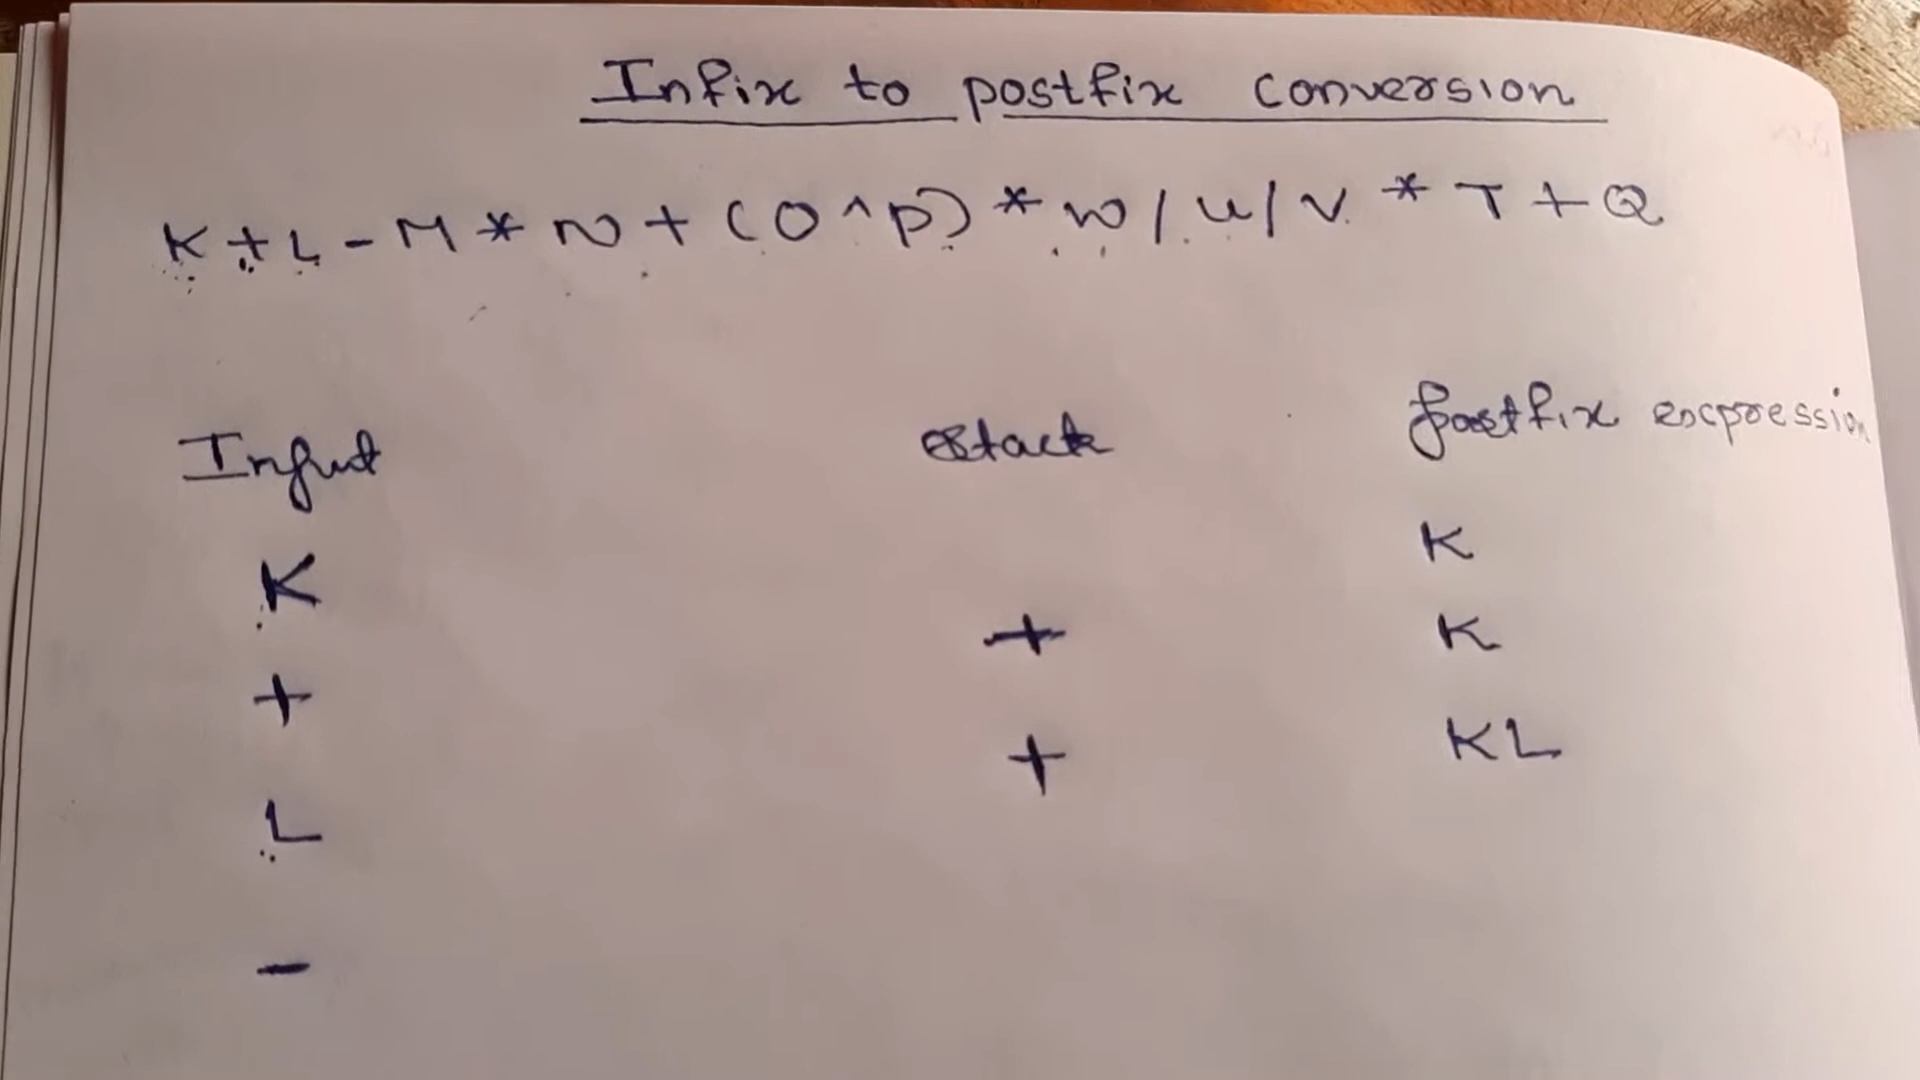 Infix to postfix conversion
K+L-M*N+(O^P)*W/U/V*T+Q
Input Stack Postfix expression
K K
+ + K
L + KL
-